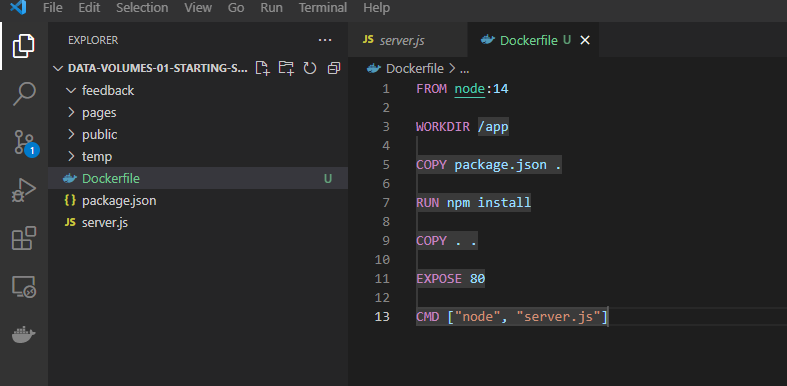 File Edit Selection View Go Run Terminal Help
EXPLORER ...
DATA-VOLUMES-01-STARTING-S...
feedback
pages
public
temp
Dockerfile U
package.json
JS server.js
1
JS server.js Dockerfile U
Dockerfile > ...
1 FROM node:14
2
3 WORKDIR /app
4
5 COPY package.json .
6
7 RUN npm install
8
9 COPY . .
10
11 EXPOSE 80
12
13 CMD ["node", "server.js"]